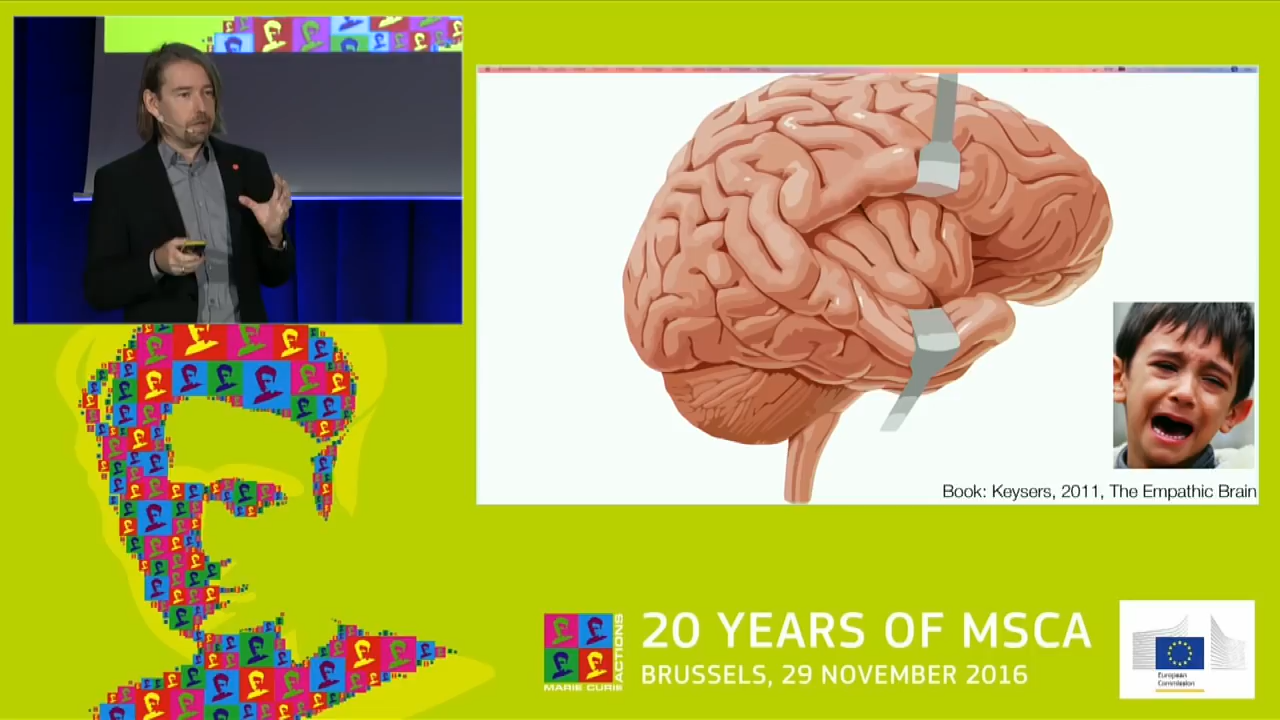 Book: Keysers, 2011, The Empathic Brain
MARIE CURIE
ACTIONS
20 YEARS OF MSCA
BRUSSELS, 29 NOVEMBER 2016
European
Commission